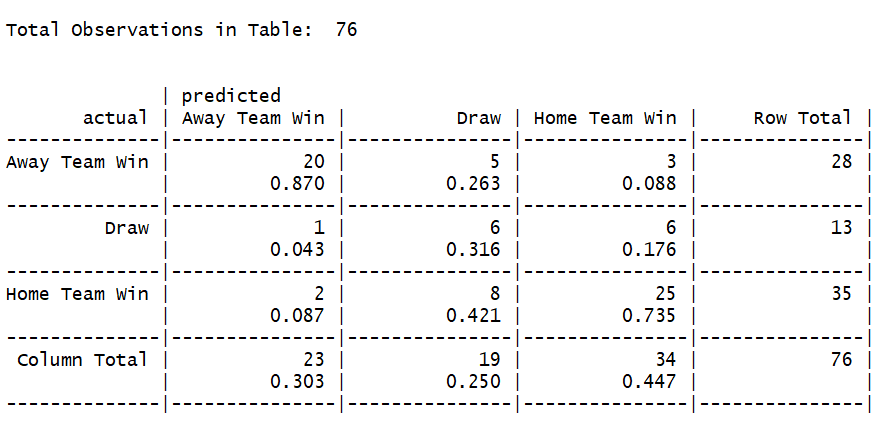 Total Observations in Table:  76
             | predicted
      actual | Away Team Win |          Draw | Home Team Win |     Row Total |
-------------|---------------|---------------|---------------|---------------|
Away Team Win |            20 |             5 |             3 |            28 |
             |         0.870 |         0.263 |         0.088 |               |
-------------|---------------|---------------|---------------|---------------|
        Draw |             1 |             6 |             6 |            13 |
             |         0.043 |         0.316 |         0.176 |               |
-------------|---------------|---------------|---------------|---------------|
Home Team Win |             2 |             8 |            25 |            35 |
             |         0.087 |         0.421 |         0.735 |               |
-------------|---------------|---------------|---------------|---------------|
Column Total |            23 |            19 |            34 |            76 |
             |         0.303 |         0.250 |         0.447 |               |
-------------|---------------|---------------|---------------|---------------|